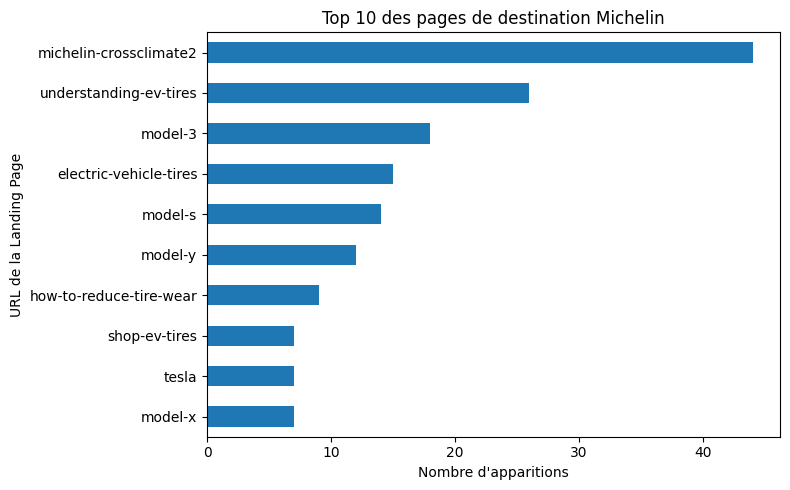 Top 10 des pages de destination Michelin
URL de la Landing Page
michelin-crossclimate2
understanding-ev-tires
model-3
electric-vehicle-tires
model-s
model-y
how-to-reduce-tire-wear
shop-ev-tires
tesla
model-x
0 10 20 30 40
Nombre d'apparitions